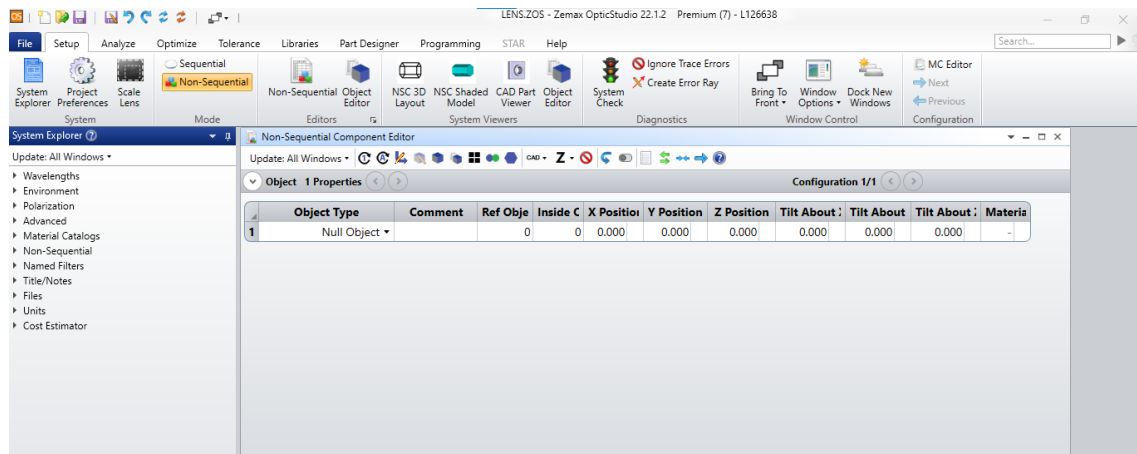 OS LENS.ZOS - Zemax OpticStudio 22.1.2 Premium (7) - L126638
File Setup Analyze Optimize Tolerance Libraries Part Designer Programming STAR Help Search...
Sequential Ignore Trace Errors MC Editor
Non-Sequential Create Error Ray Next
System Project Scale Non-Sequential Object NSC 3D NSC Shaded CAD Part Object System Bring To Window Dock New
Explorer Preferences Lens Editor Layout Model Viewer Editor Check Front Options Windows Previous
System Mode Editors System Viewers Diagnostics Window Control Configuration
System Explorer Non-Sequential Component Editor
Update: All Windows Update: All Windows CAD Z
Wavelengths Object 1 Properties Configuration 1/1
Environment
Polarization
Advanced
Material Catalogs
Non-Sequential
Named Filters
Title/Notes
Files
Units
Cost Estimator
Object Type Comment Ref Obje Inside C X Position Y Position Z Position Tilt About Tilt About Tilt About Materia
1 Null Object 0 0 0.000 0.000 0.000 0.000 0.000 0.000 -